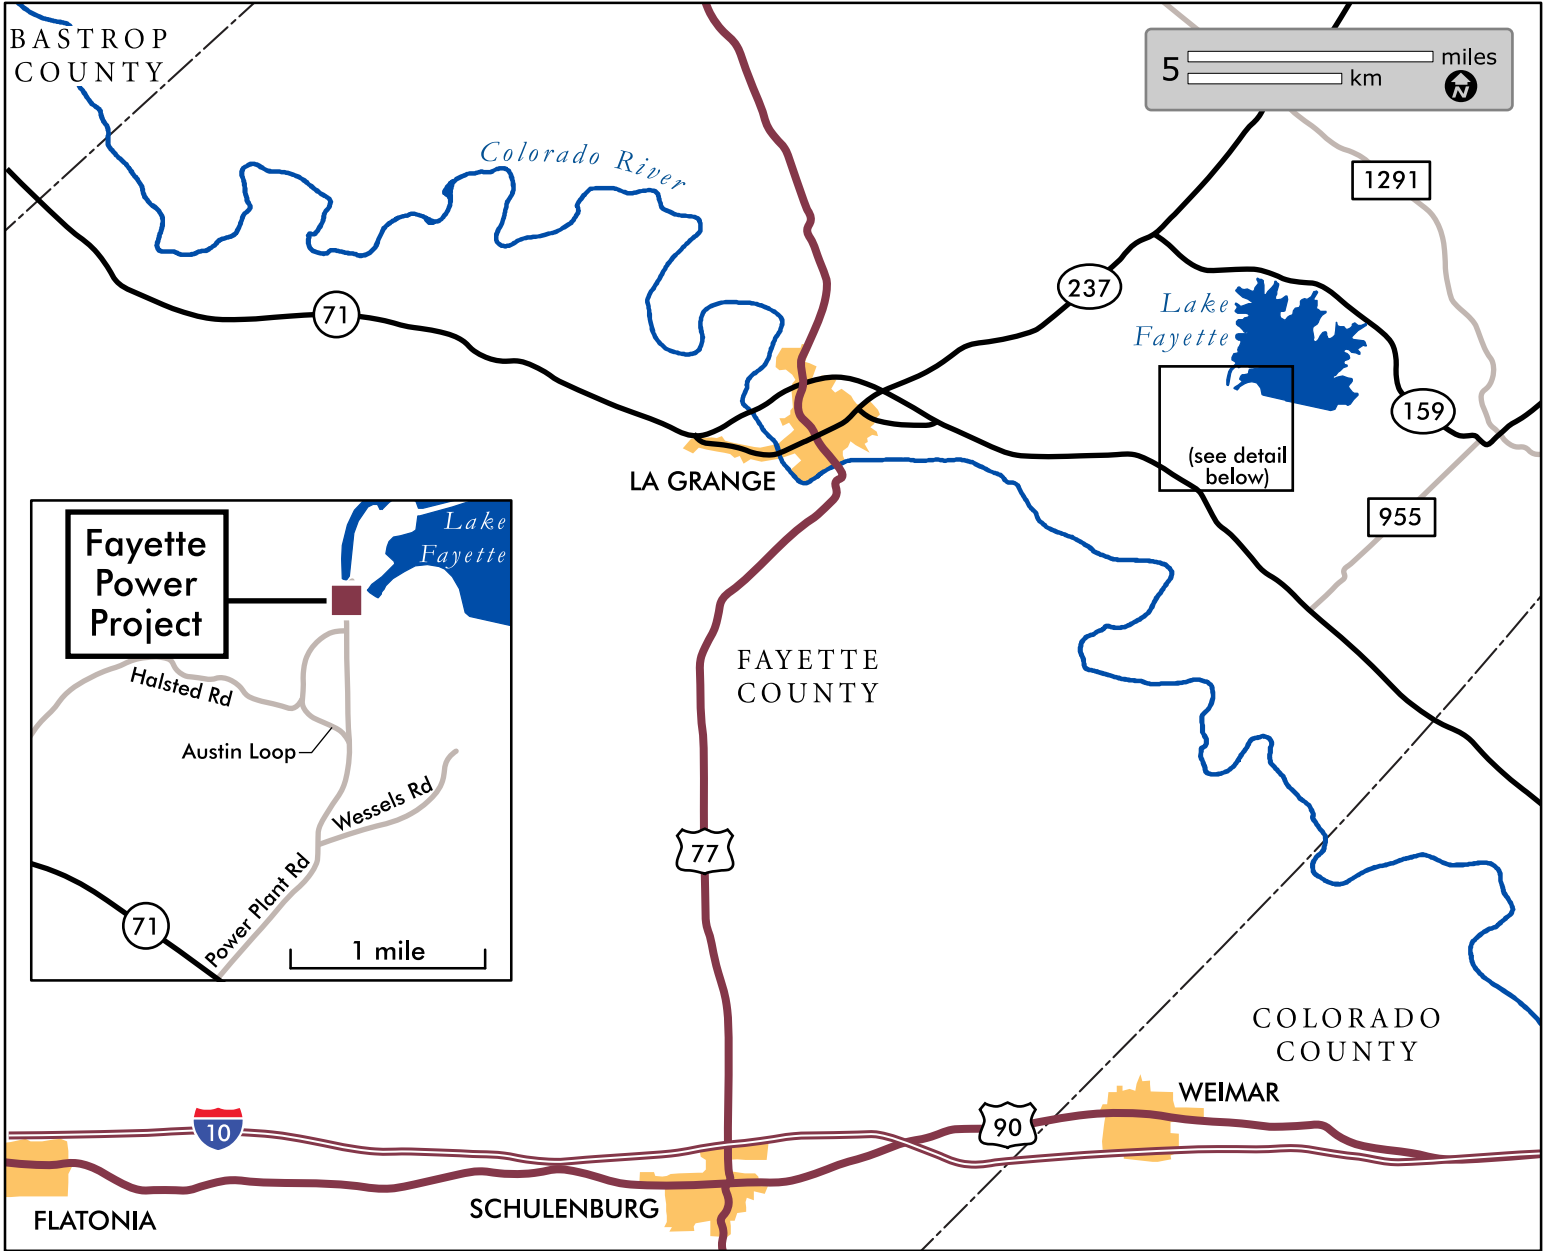 BASTROP
COUNTY
5
miles
km
N
Colorado River
1291
237
71
Lake
Fayette
159
(see detail
below)
LA GRANGE
955
Fayette
Power
Project
Lake
Fayette
Halsted Rd
Austin Loop
Wessels Rd
Power Plant Rd
71
1 mile
FAYETTE
COUNTY
77
COLORADO
COUNTY
WEIMAR
10
90
SCHULENBURG
FLATONIA